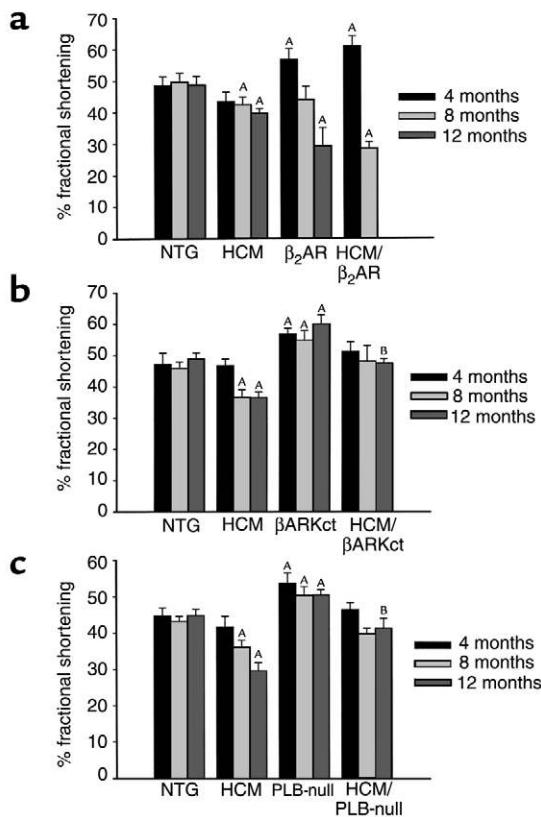 a
% fractional shortening
70
60
50
40
30
20
10
0
A
A
A
A
A
A
NTG
HCM
β₂AR
HCM/
β₂AR
4 months
8 months
12 months
b
% fractional shortening
70
60
50
40
30
20
10
0
A
A
A
A
A
B
NTG
HCM
βARKct
HCM/
βARKct
4 months
8 months
12 months
c
% fractional shortening
60
50
40
30
20
10
0
A
A
A
A
A
B
NTG
HCM
PLB-null
HCM/
PLB-null
4 months
8 months
12 months